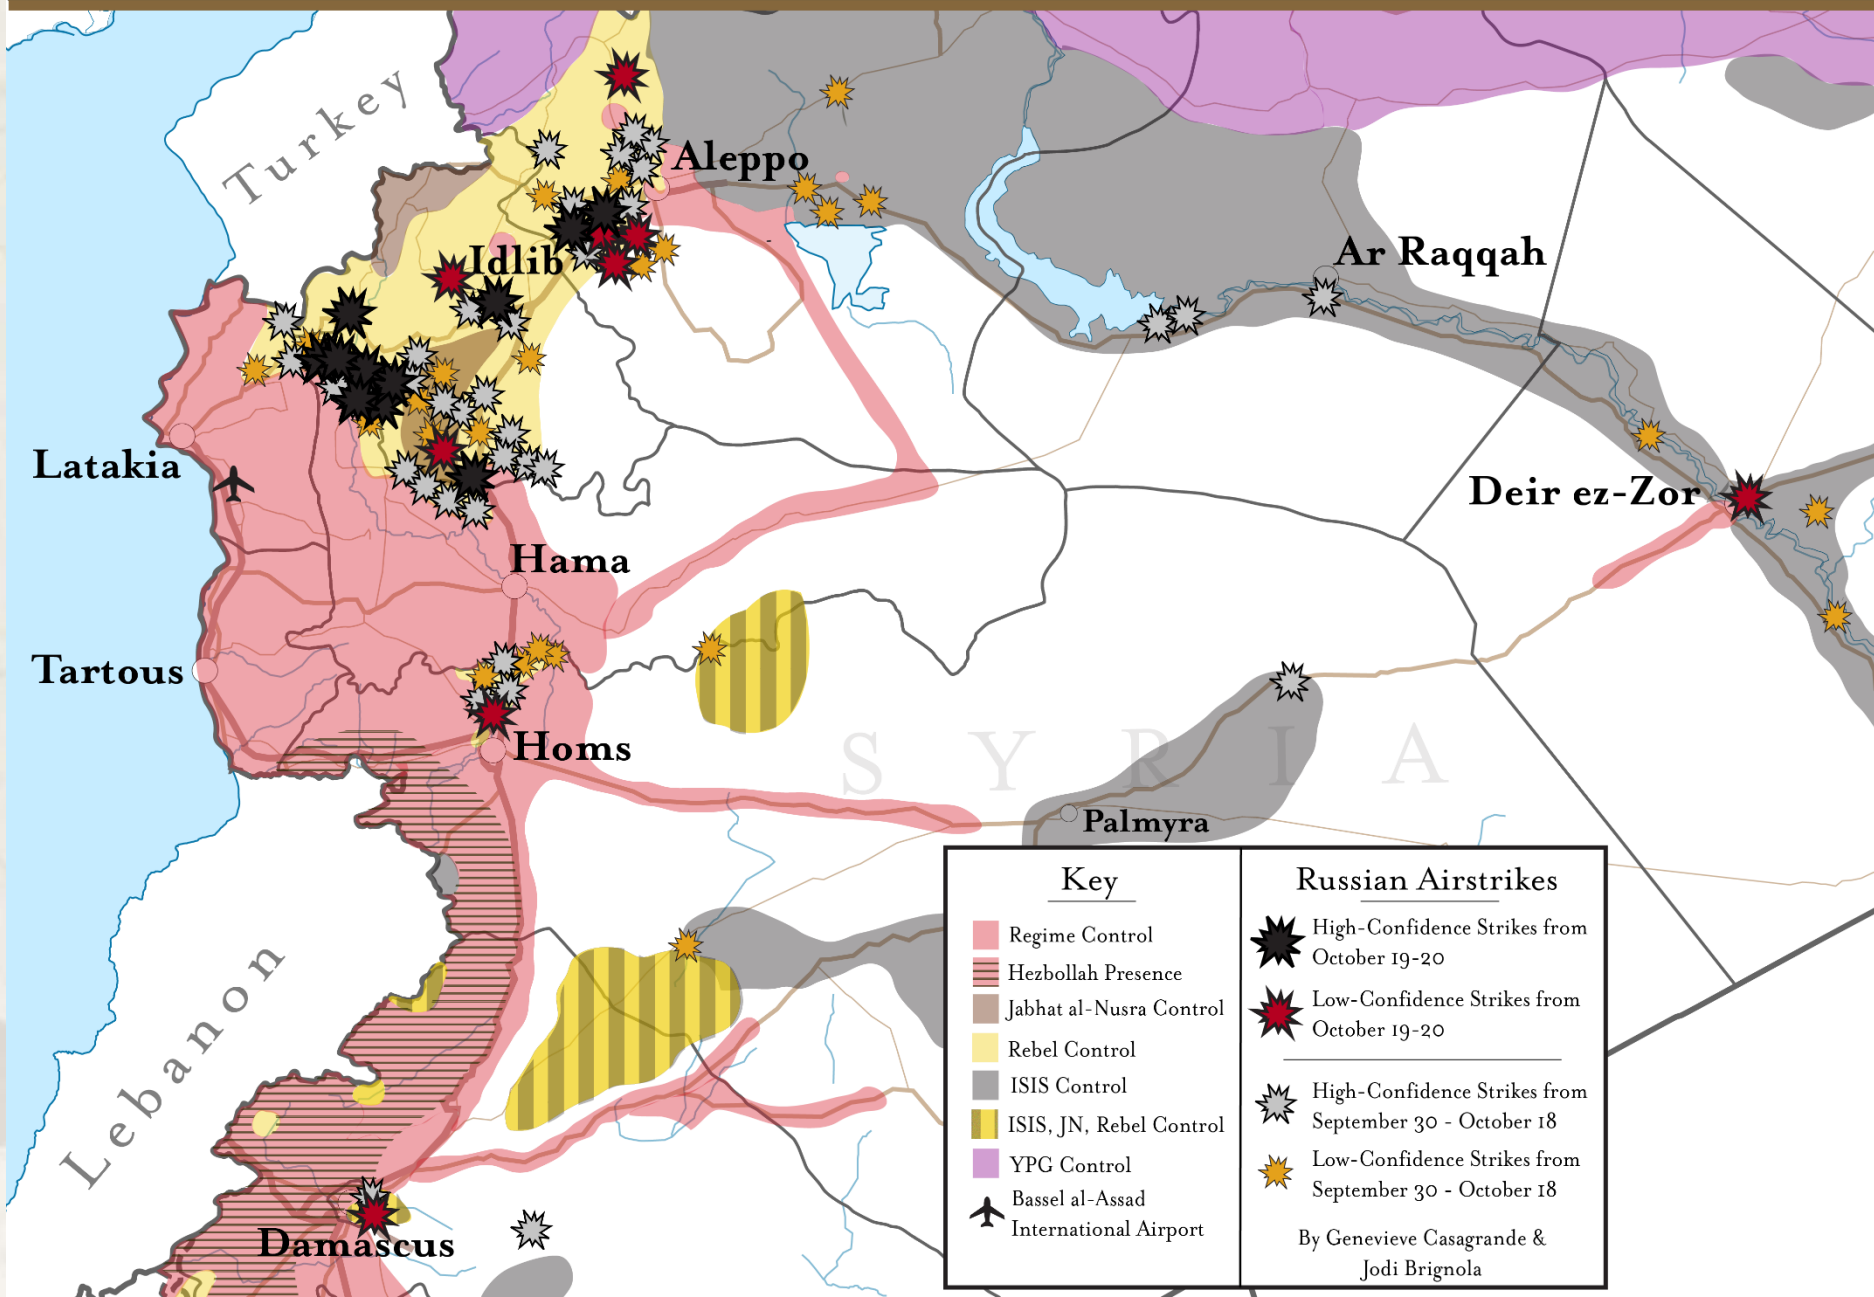 Turkey
Aleppo
Idlib
Ar Raqqah
Latakia
Deir ez-Zor
Hama
Tartous
Homs
SYRIA
Palmyra
Lebanon
Damascus
Key
Regime Control
Hezbollah Presence
Jabhat al-Nusra Control
Rebel Control
ISIS Control
ISIS, JN, Rebel Control
YPG Control
Bassel al-Assad
International Airport
Russian Airstrikes
High-Confidence Strikes from
October 19-20
Low-Confidence Strikes from
October 19-20
High-Confidence Strikes from
September 30 - October 18
Low-Confidence Strikes from
September 30 - October 18
By Genevieve Casagrande &
Jodi Brignola